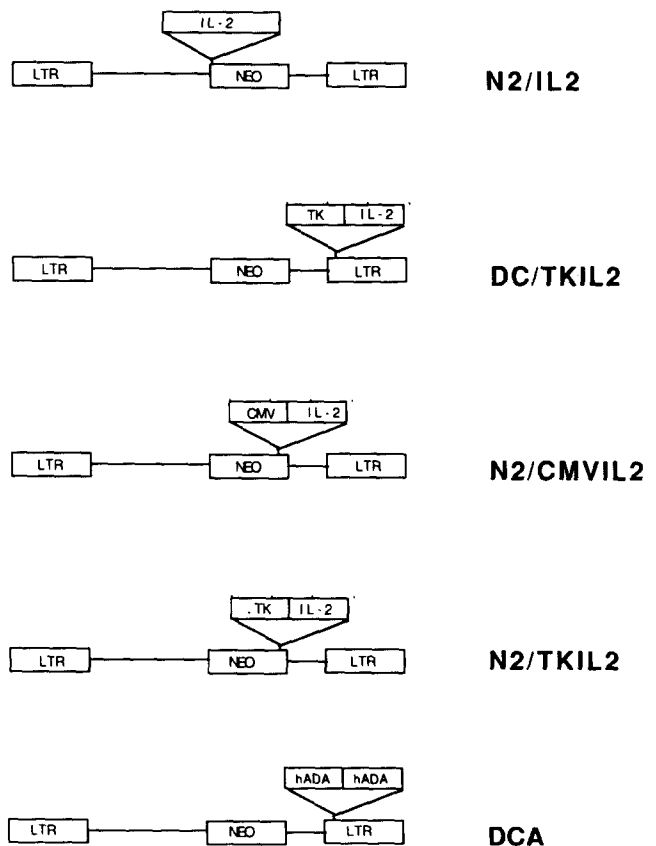 IL-2
LTR NEO LTR N2/IL2
TK IL-2
LTR NEO LTR DC/TKIL2
CMV IL-2
LTR NEO LTR N2/CMVIL2
.TK IL-2
LTR NEO LTR N2/TKIL2
hADA hADA
LTR NEO LTR DCA